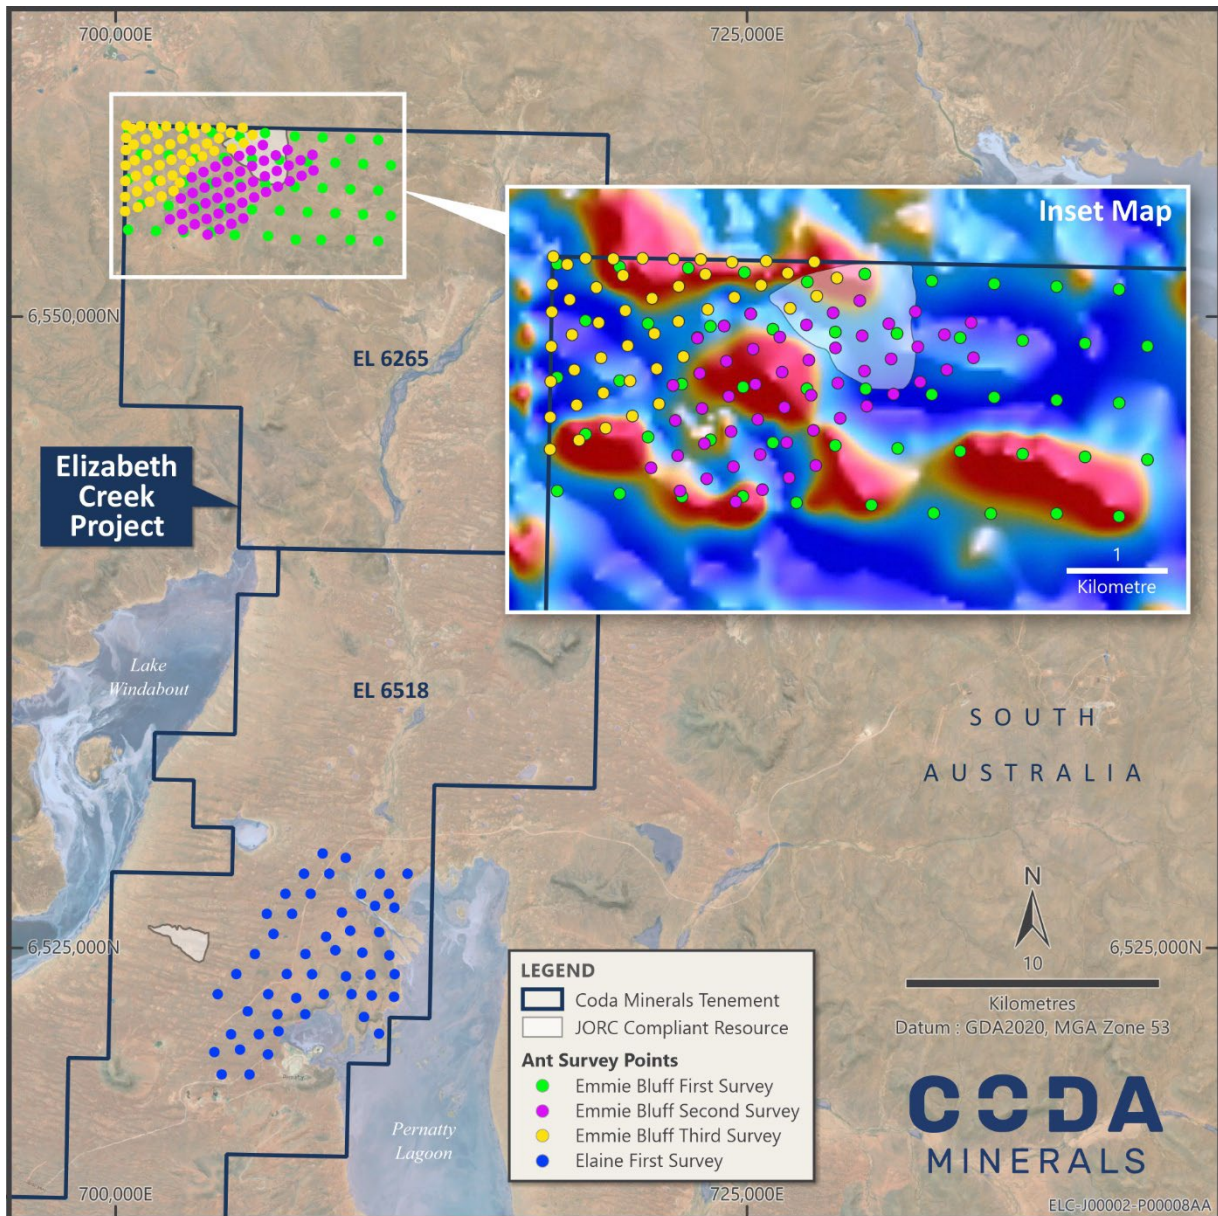 700,000E
725,000E
Inset Map
6,550,000N
EL 6265
Elizabeth
Creek
Project
1
Kilometre
Lake
Windabout
EL 6518
SOUTH
AUSTRALIA
N
6,525,000N
6,525,000N
10
Kilometres
Datum : GDA2020, MGA Zone 53
LEGEND
Coda Minerals Tenement
JORC Compliant Resource
Ant Survey Points
Emmie Bluff First Survey
Emmie Bluff Second Survey
Emmie Bluff Third Survey
Elaine First Survey
Pernatty
Lagoon
CODA
MINERALS
700,000E
725,000E
ELC-J00002-P00008AA